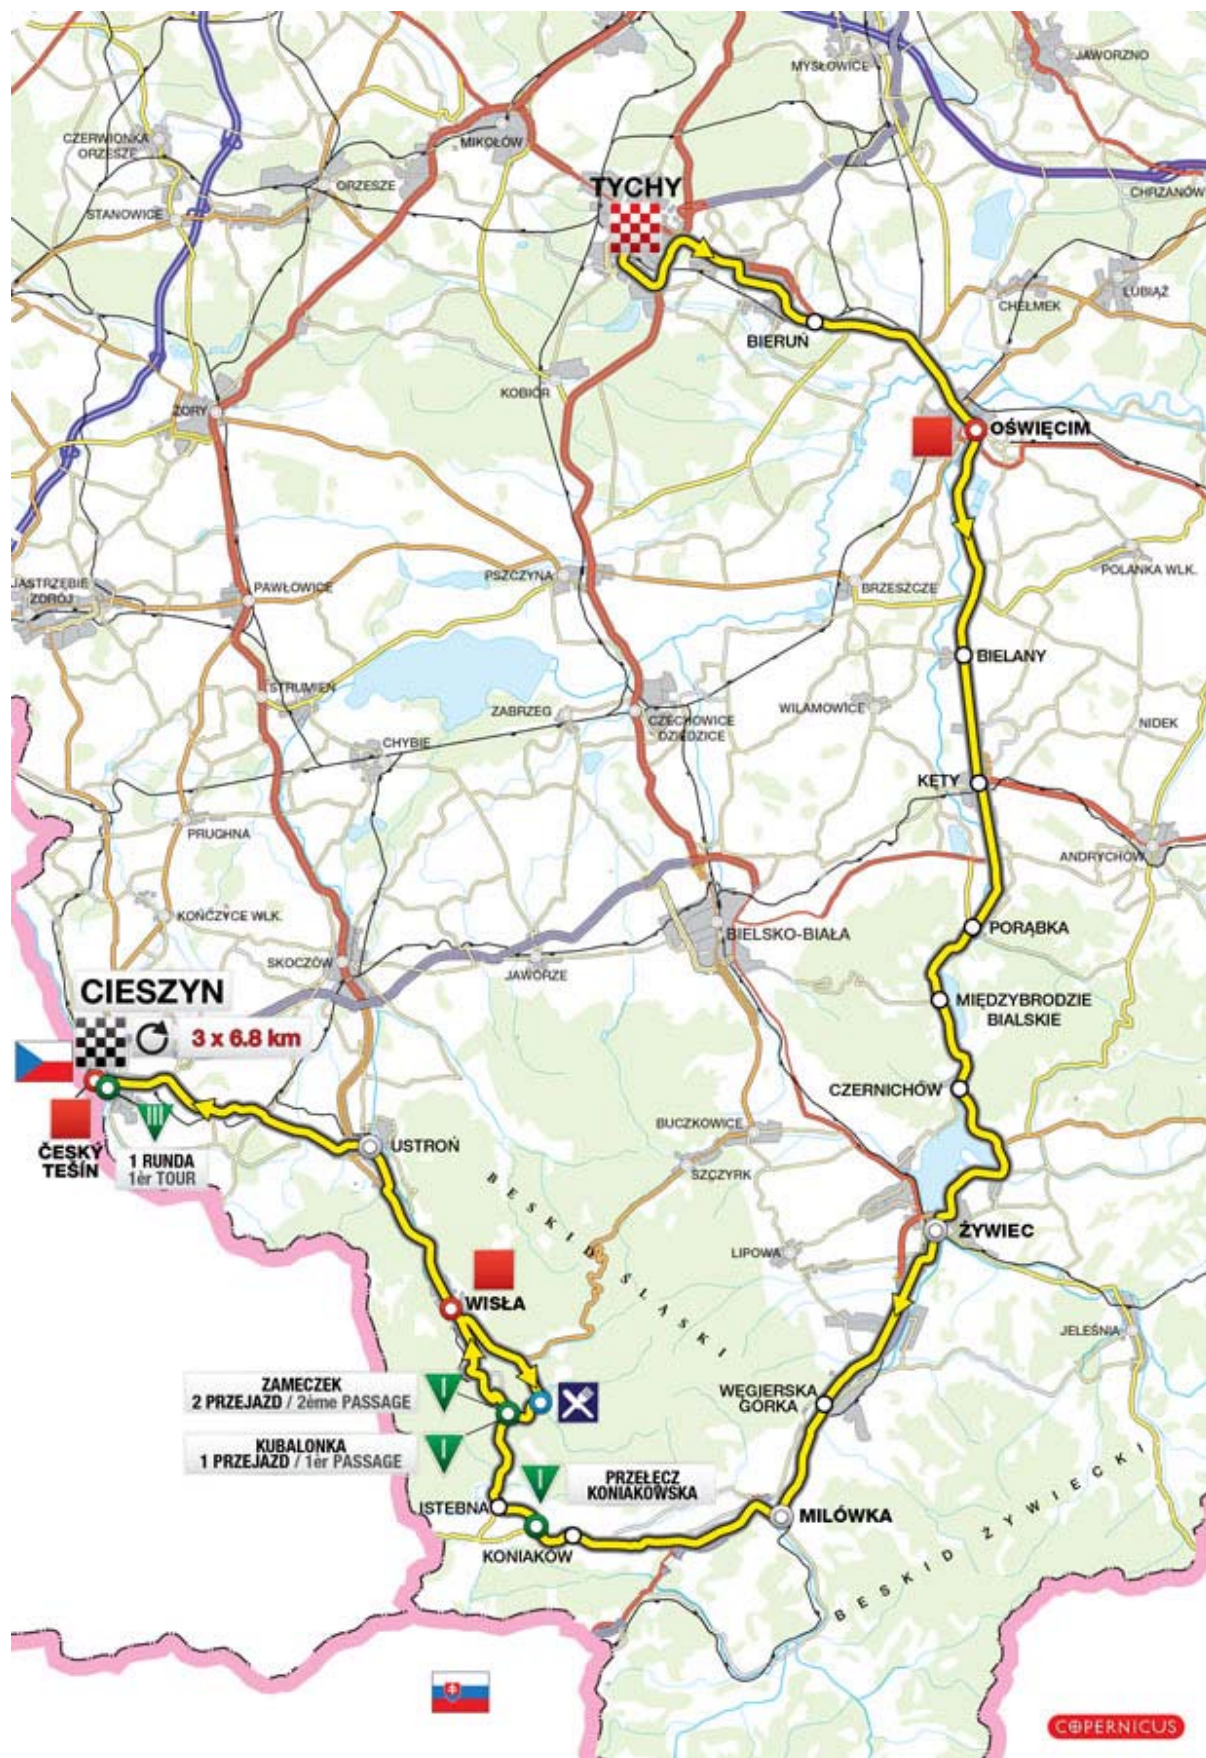 JAWORZNO
MYSŁOWICE
CZERWIONKA
ORZESZE
MIKOŁÓW
ORZESZE
TYCHY
CHRZANÓW
STANOWICE
CHEŁMEK
LUBIĄŻ
BIERUŃ
KOBIÓR
ŻORY
OŚWIĘCIM
JASTRZĘBIE
ZDRÓJ
PAWŁOWICE
PSZCZYNA
BRZESZCZE
POLANKA WLK.
BIELANY
STRUMIEŃ
ZABRZEG
CZECHOWICE
DZIEDZICE
WILAMOWICE
NIDEK
CHYBIE
KĘTY
PRUCHNA
ANDRYCHÓW
KOŃCZYCE WLK.
BIELSKO-BIAŁA
PORĄBKA
SKOCZÓW
JAWORZE
CIESZYN
MIĘDZYBRODZIE
BIALSKIE
3 x 6.8 km
CZERNICHÓW
BUCZKOWICE
ČESKÝ
TEŠÍN
1 RUNDA
1èr TOUR
USTROŃ
SZCZYRK
BESKID ŚLĄSKI
ŻYWIEC
LIPOWA
WISŁA
JELEŚNIA
ZAMECZEK
2 PRZEJAZD / 2ème PASSAGE
WĘGIERSKA
GÓRKA
KUBALONKA
1 PRZEJAZD / 1èr PASSAGE
PRZEŁĘCZ
KONIAKOWSKA
ISTEBNA
MILÓWKA
KONIAKÓW
BESKID ŻYWIECKI
COPERNICUS